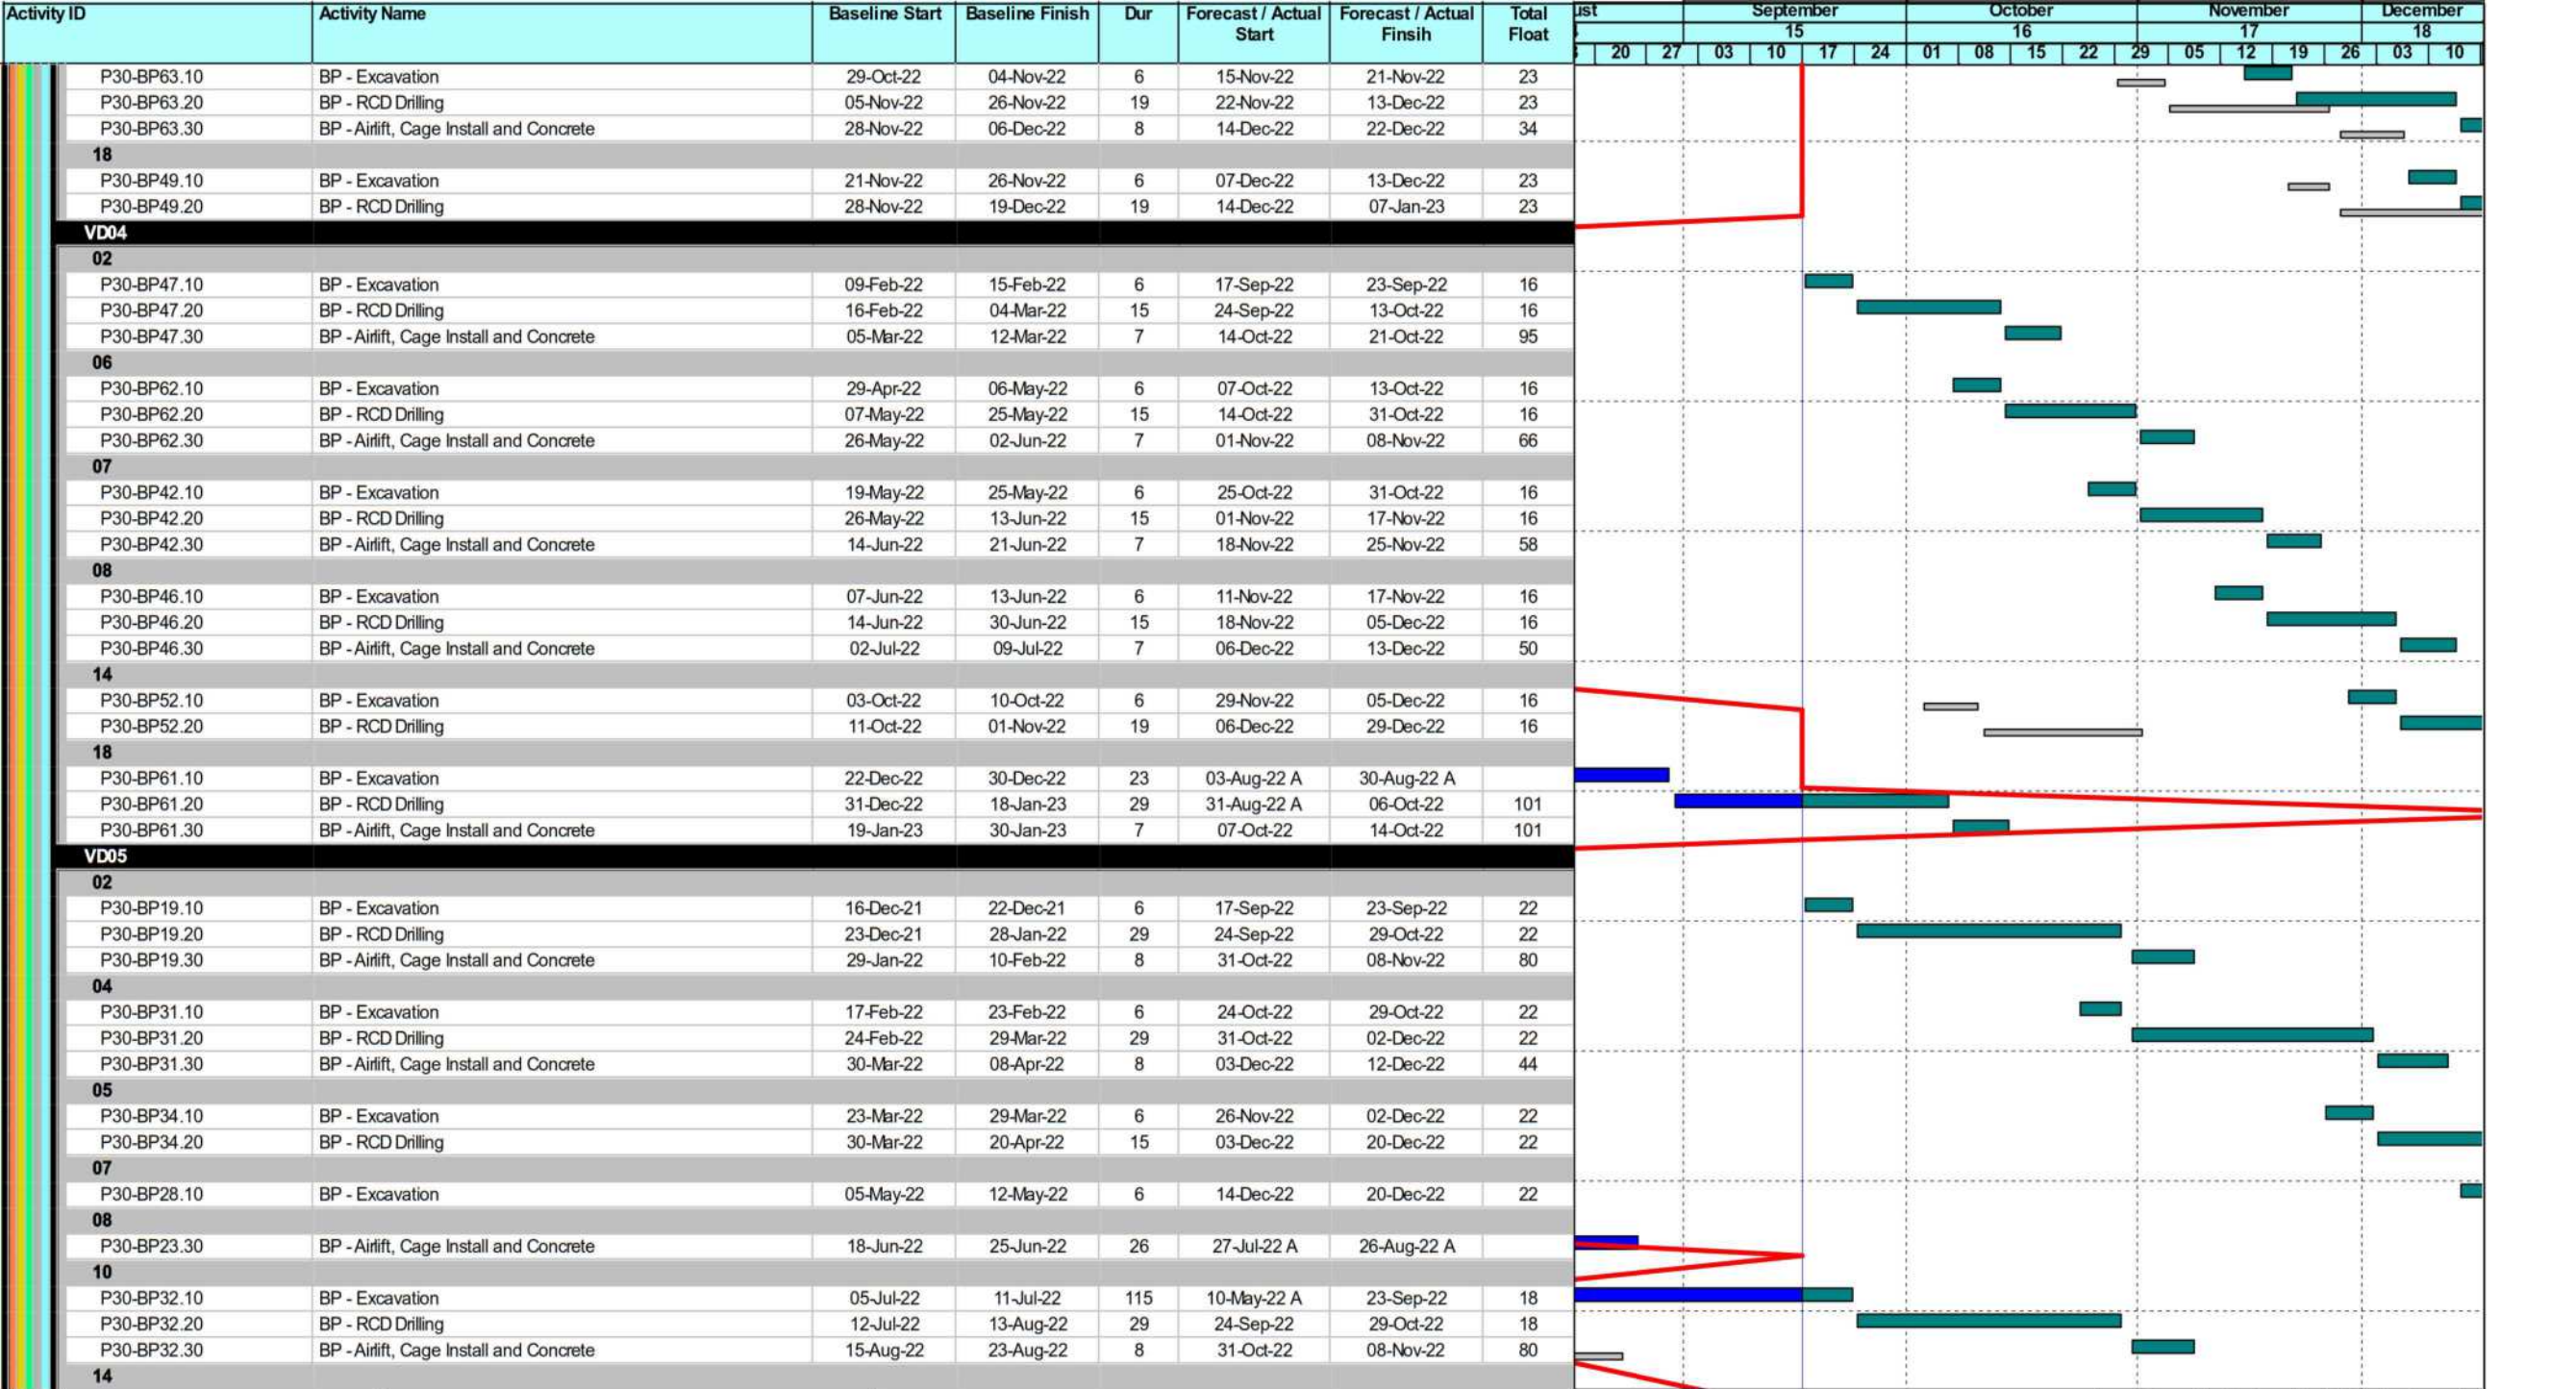 Activity ID Activity Name Baseline Start Baseline Finish Dur Forecast / Actual Start Forecast / Actual Finsih Total Float
ust September October November December
15 16 17 18
20 27 03 10 17 24 01 08 15 22 29 05 12 19 26 03 10
P30-BP63.10 BP - Excavation 29-Oct-22 04-Nov-22 6 15-Nov-22 21-Nov-22 23
P30-BP63.20 BP - RCD Drilling 05-Nov-22 26-Nov-22 19 22-Nov-22 13-Dec-22 23
P30-BP63.30 BP - Airlift, Cage Install and Concrete 28-Nov-22 06-Dec-22 8 14-Dec-22 22-Dec-22 34
18
P30-BP49.10 BP - Excavation 21-Nov-22 26-Nov-22 6 07-Dec-22 13-Dec-22 23
P30-BP49.20 BP - RCD Drilling 28-Nov-22 19-Dec-22 19 14-Dec-22 07-Jan-23 23
VD04
02
P30-BP47.10 BP - Excavation 09-Feb-22 15-Feb-22 6 17-Sep-22 23-Sep-22 16
P30-BP47.20 BP - RCD Drilling 16-Feb-22 04-Mar-22 15 24-Sep-22 13-Oct-22 16
P30-BP47.30 BP - Airlift, Cage Install and Concrete 05-Mar-22 12-Mar-22 7 14-Oct-22 21-Oct-22 95
06
P30-BP62.10 BP - Excavation 29-Apr-22 06-May-22 6 07-Oct-22 13-Oct-22 16
P30-BP62.20 BP - RCD Drilling 07-May-22 25-May-22 15 14-Oct-22 31-Oct-22 16
P30-BP62.30 BP - Airlift, Cage Install and Concrete 26-May-22 02-Jun-22 7 01-Nov-22 08-Nov-22 66
07
P30-BP42.10 BP - Excavation 19-May-22 25-May-22 6 25-Oct-22 31-Oct-22 16
P30-BP42.20 BP - RCD Drilling 26-May-22 13-Jun-22 15 01-Nov-22 17-Nov-22 16
P30-BP42.30 BP - Airlift, Cage Install and Concrete 14-Jun-22 21-Jun-22 7 18-Nov-22 25-Nov-22 58
08
P30-BP46.10 BP - Excavation 07-Jun-22 13-Jun-22 6 11-Nov-22 17-Nov-22 16
P30-BP46.20 BP - RCD Drilling 14-Jun-22 30-Jun-22 15 18-Nov-22 05-Dec-22 16
P30-BP46.30 BP - Airlift, Cage Install and Concrete 02-Jul-22 09-Jul-22 7 06-Dec-22 13-Dec-22 50
14
P30-BP52.10 BP - Excavation 03-Oct-22 10-Oct-22 6 29-Nov-22 05-Dec-22 16
P30-BP52.20 BP - RCD Drilling 11-Oct-22 01-Nov-22 19 06-Dec-22 29-Dec-22 16
18
P30-BP61.10 BP - Excavation 22-Dec-22 30-Dec-22 23 03-Aug-22 A 30-Aug-22 A
P30-BP61.20 BP - RCD Drilling 31-Dec-22 18-Jan-23 29 31-Aug-22 A 06-Oct-22 101
P30-BP61.30 BP - Airlift, Cage Install and Concrete 19-Jan-23 30-Jan-23 7 07-Oct-22 14-Oct-22 101
VD05
02
P30-BP19.10 BP - Excavation 16-Dec-21 22-Dec-21 6 17-Sep-22 23-Sep-22 22
P30-BP19.20 BP - RCD Drilling 23-Dec-21 28-Jan-22 29 24-Sep-22 29-Oct-22 22
P30-BP19.30 BP - Airlift, Cage Install and Concrete 29-Jan-22 10-Feb-22 8 31-Oct-22 08-Nov-22 80
04
P30-BP31.10 BP - Excavation 17-Feb-22 23-Feb-22 6 24-Oct-22 29-Oct-22 22
P30-BP31.20 BP - RCD Drilling 24-Feb-22 29-Mar-22 29 31-Oct-22 02-Dec-22 22
P30-BP31.30 BP - Airlift, Cage Install and Concrete 30-Mar-22 08-Apr-22 8 03-Dec-22 12-Dec-22 44
05
P30-BP34.10 BP - Excavation 23-Mar-22 29-Mar-22 6 26-Nov-22 02-Dec-22 22
P30-BP34.20 BP - RCD Drilling 30-Mar-22 20-Apr-22 15 03-Dec-22 20-Dec-22 22
07
P30-BP28.10 BP - Excavation 05-May-22 12-May-22 6 14-Dec-22 20-Dec-22 22
08
P30-BP23.30 BP - Airlift, Cage Install and Concrete 18-Jun-22 25-Jun-22 26 27-Jul-22 A 26-Aug-22 A
10
P30-BP32.10 BP - Excavation 05-Jul-22 11-Jul-22 115 10-May-22 A 23-Sep-22 18
P30-BP32.20 BP - RCD Drilling 12-Jul-22 13-Aug-22 29 24-Sep-22 29-Oct-22 18
P30-BP32.30 BP - Airlift, Cage Install and Concrete 15-Aug-22 23-Aug-22 8 31-Oct-22 08-Nov-22 80
14